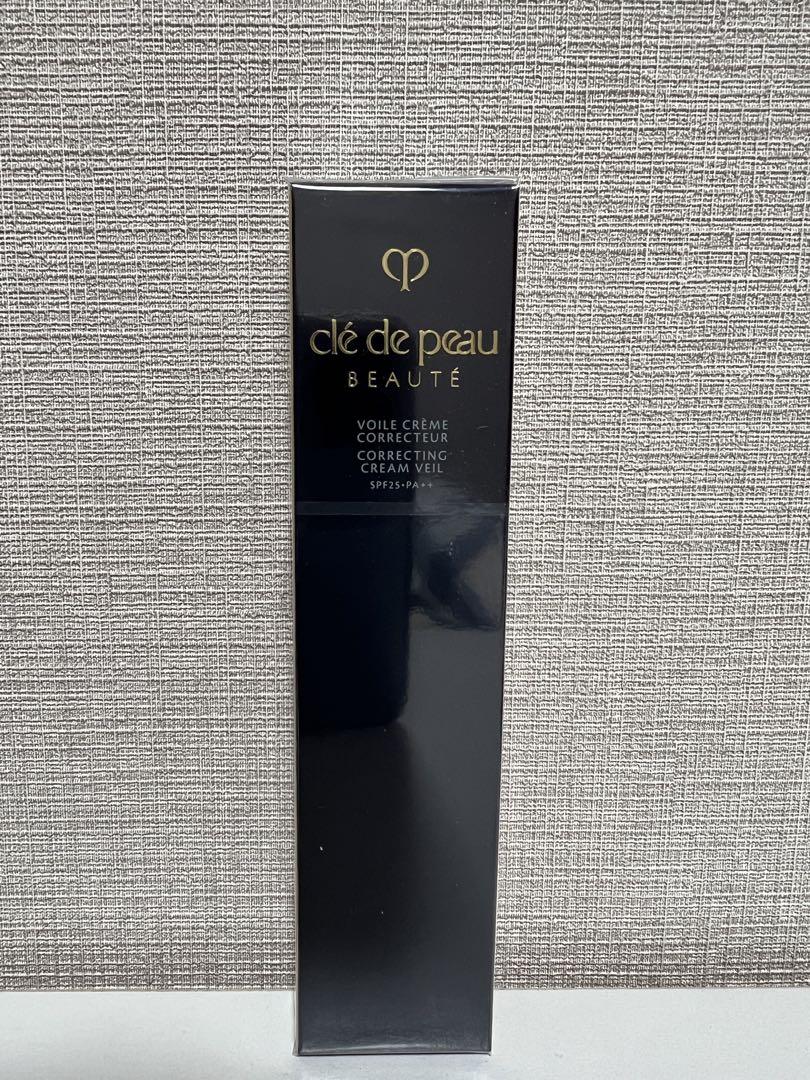 clé de peau
BEAUTÉ
VOILE CRÈME
CORRECTEUR
CORRECTING
CREAM VEIL
SPF25•PA++